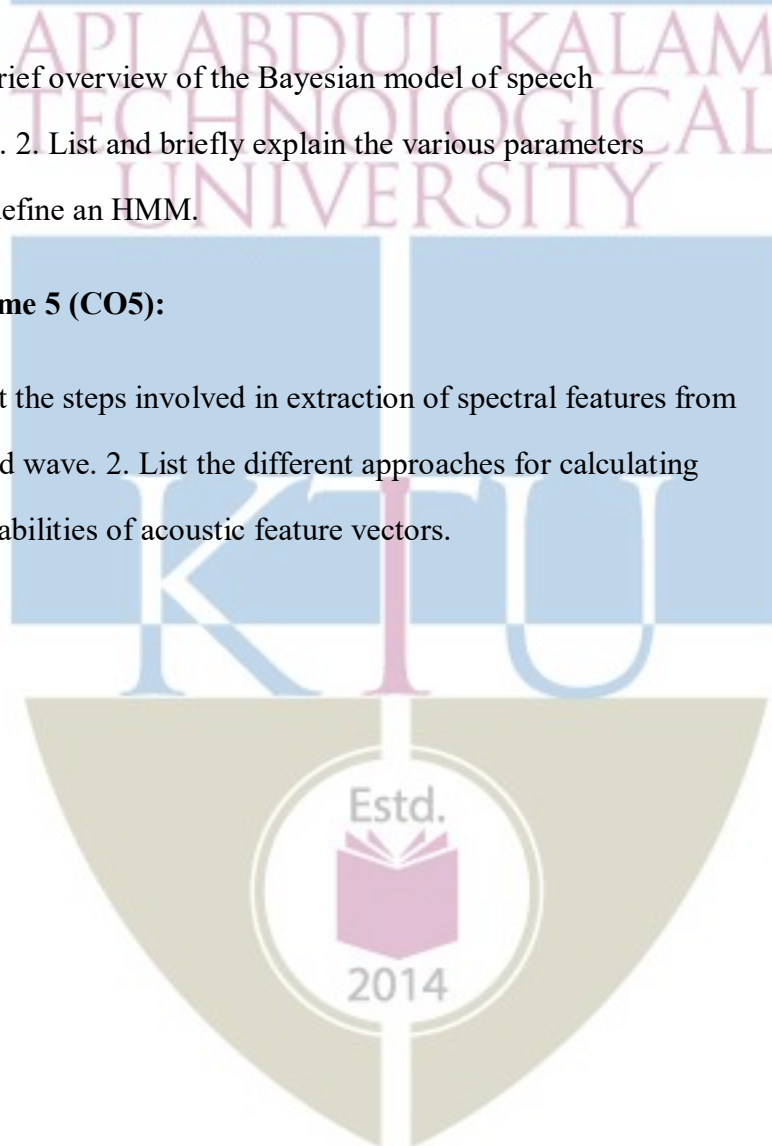 API ABDUL KALAM
rief overview of the Bayesian model of speech
TECHNOLOGICAL
. 2. List and briefly explain the various parameters
UNIVERSITY
efine an HMM.
me 5 (CO5):
t the steps involved in extraction of spectral features from
d wave. 2. List the different approaches for calculating
KTU
abilities of acoustic feature vectors.
Estd.
2014